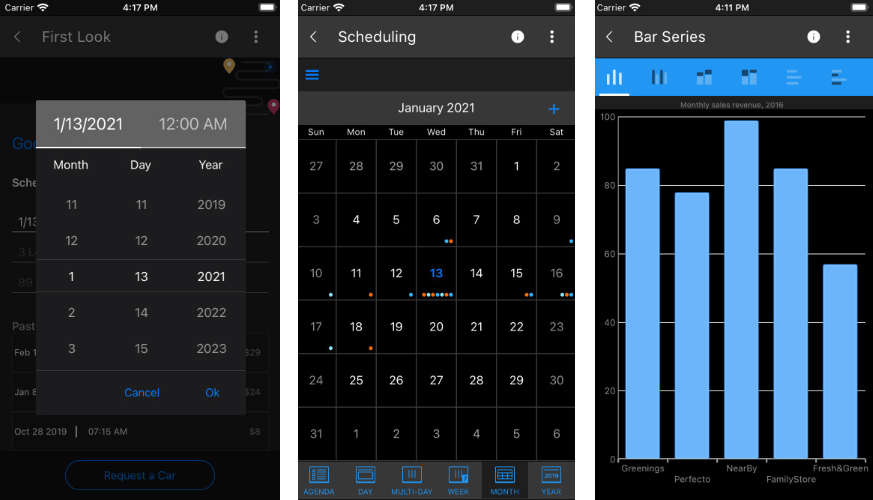 Carrier 4:17 PM
First Look
Goo
1/13/2021 12:00 AM
Month Day Year
Sche
11 11 2019
1/13
12 12 2020
3 L
1 13 2021
89
2 14 2022
Past
3 15 2023
Feb 1 $29
Jan 8 Cancel Ok $24
Oct 28 2019 | 07:15 AM $8
Request a Car
Carrier 4:17 PM
Scheduling
January 2021 +
Sun Mon Tue Wed Thu Fri Sat
27 28 29 30 31 1 2
3 4 5 6 7 8 9
10 11 12 13 14 15 16
17 18 19 20 21 22 23
24 25 26 27 28 29 30
31 1 2 3 4 5 6
2019
AGENDA DAY MULTI-DAY WEEK MONTH YEAR
Carrier 4:11 PM
Bar Series
Monthly sales revenue, 2016
100
80
60
40
20
0
Greenings NearBy Fresh&Green
Perfecto FamilyStore